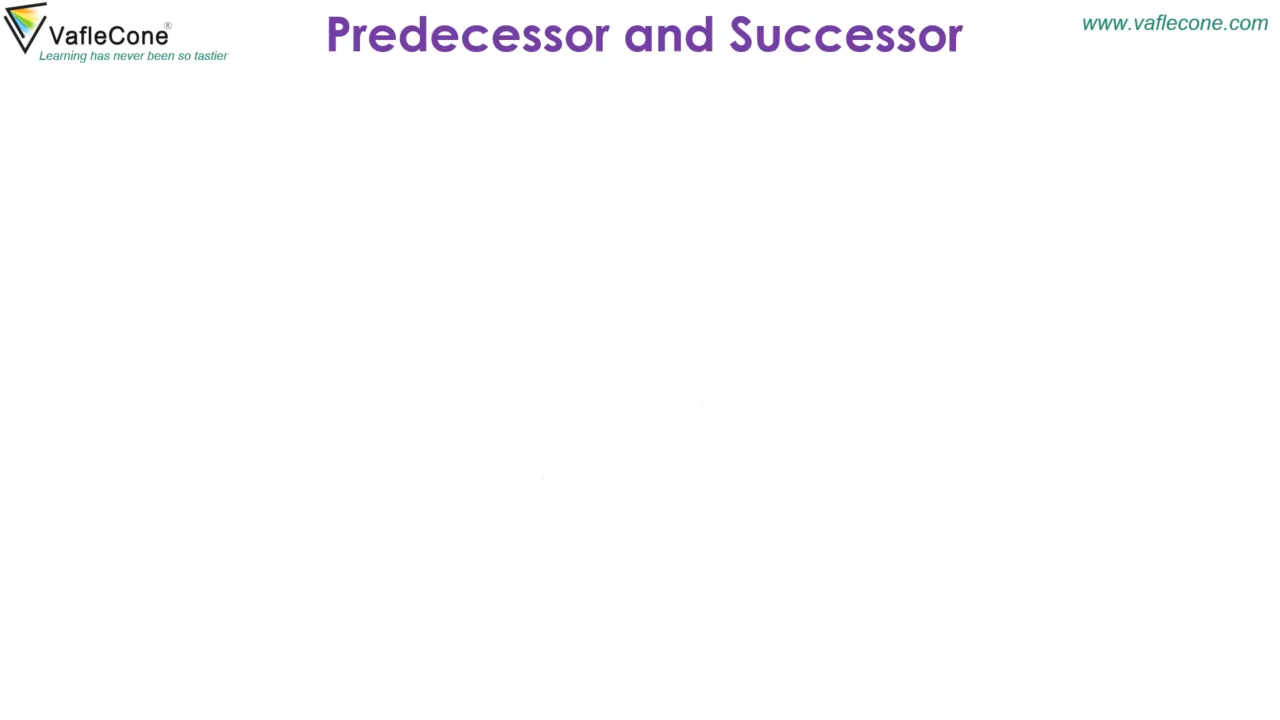 VafleCone®
Learning has never been so tastier
Predecessor and Successor
www.vaflecone.com